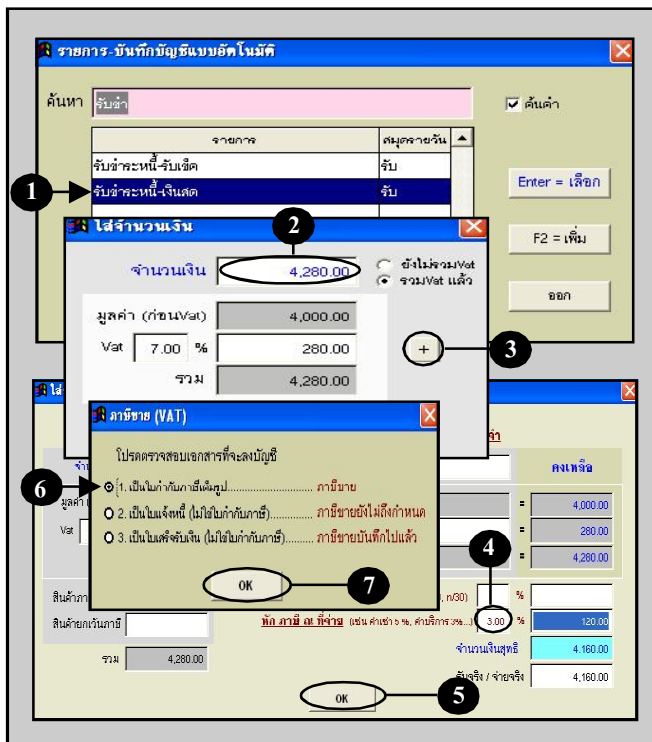 รายการ-บันทึกบัญชีแบบอัตโนมัติ
ค้นหา รับชำ ค้นคำ
รายการ สมุดรายวัน
รับชำระหนี้-รับเช็ค รับ
1 รับชำระหนี้-เงินสด รับ
Enter = เลือก
F2 = เพิ่ม
ออก
ใส่จำนวนเงิน
2
จำนวนเงิน 4,280.00 ยังไม่รวมVat
รวมVat แล้ว
มูลค่า (ก่อนVat) 4,000.00
Vat 7.00 % 280.00 + 3
รวม 4,280.00
ภาษีขาย (VAT)
โปรดตรวจสอบเอกสารที่จะลงบัญชี
6 1. เป็นใบกำกับภาษีเต็มรูป............................ ภาษีขาย
2. เป็นใบแจ้งหนี้ (ไม่ใช่ใบกำกับภาษี)........ ภาษีขายยังไม่ถึงกำหนด
3. เป็นใบเสร็จรับเงิน (ไม่ใช่ใบกำกับภาษี)........ ภาษีขายบันทึกไปแล้ว
OK 7
คงเหลือ
= 4,000.00
Vat = 280.00
= 4,280.00
4
, n/30) %
สินค้ายกเว้นภาษี
หัก ภาษี ณ ที่จ่าย (เช่น ค่าเช่า 5 %, ค่าบริการ 3%...) 3.00 % 120.00
จำนวนเงินสุทธิ 4,160.00
รวม 4,280.00
รับจริง / จ่ายจริง 4,160.00
OK 5